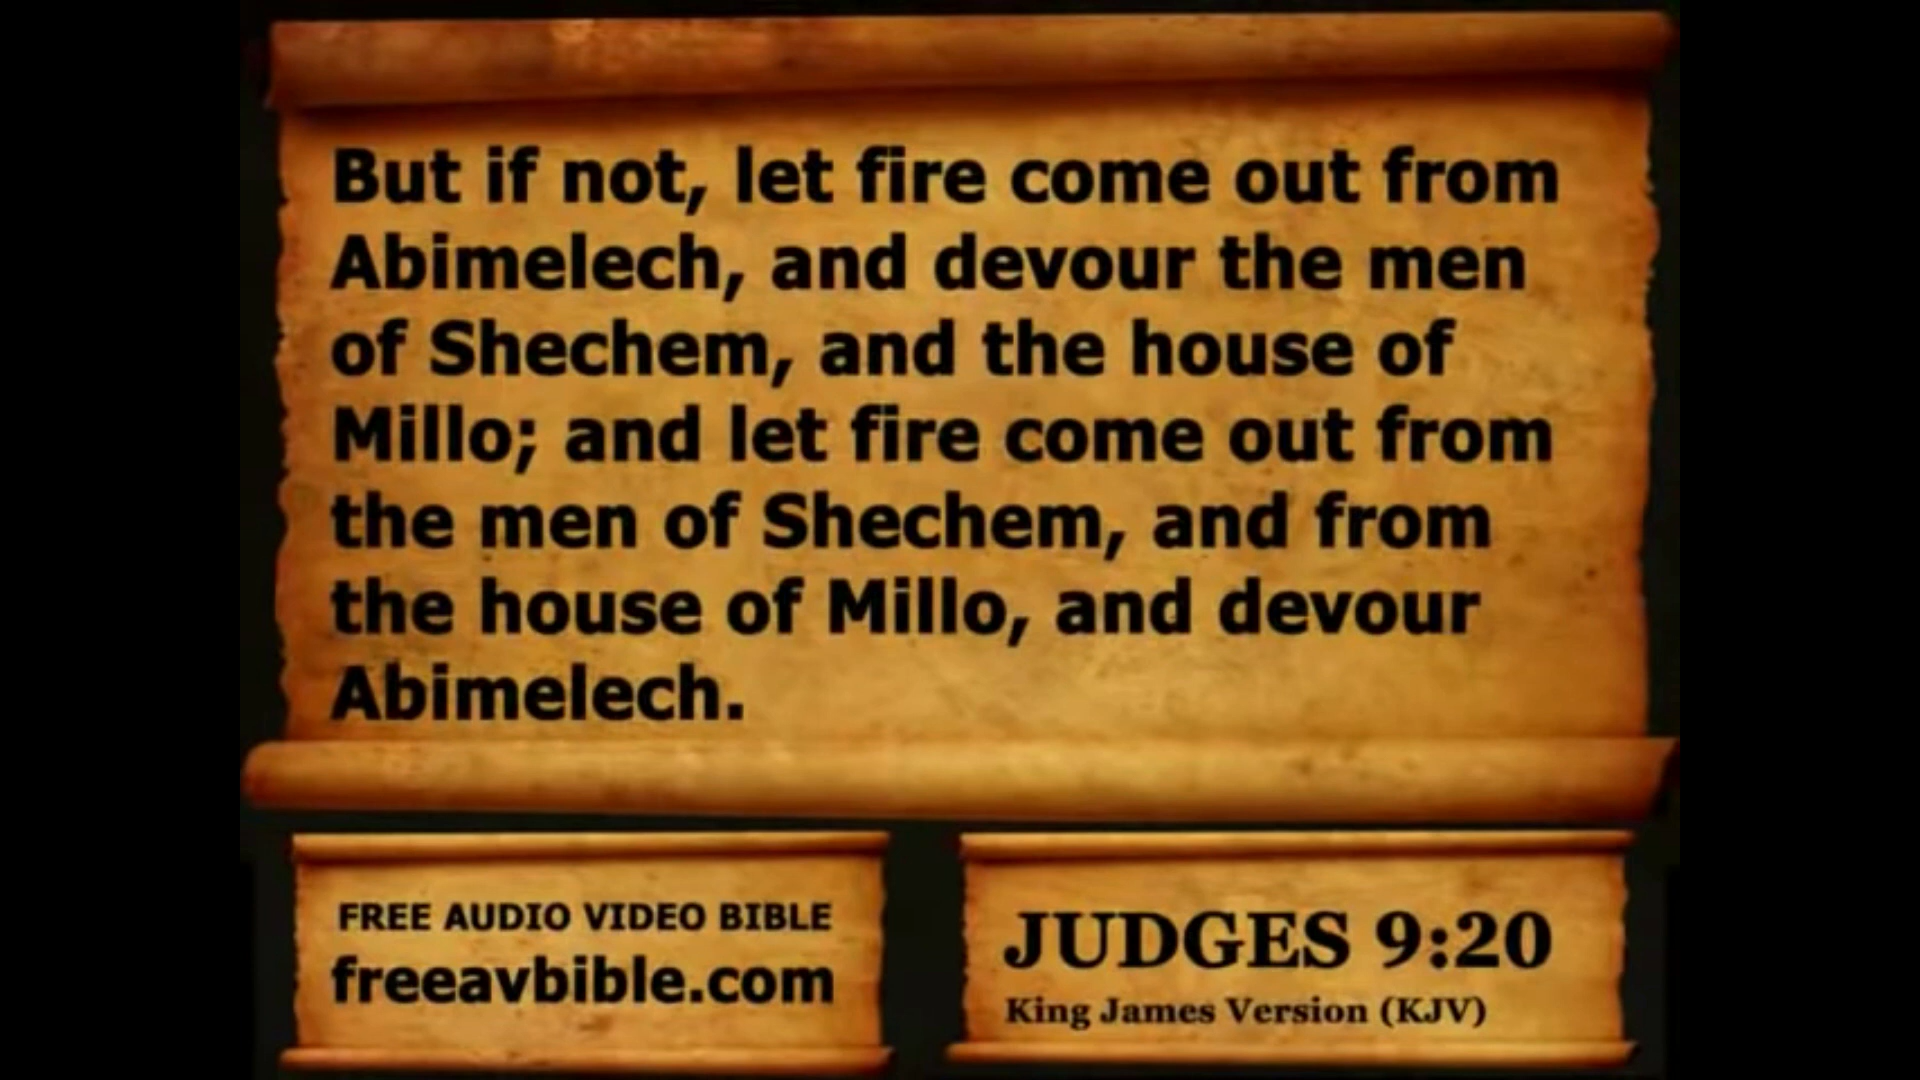 But if not, let fire come out from
Abimelech, and devour the men
of Shechem, and the house of
Millo; and let fire come out from
the men of Shechem, and from
the house of Millo, and devour
Abimelech.
FREE AUDIO VIDEO BIBLE
freeavbible.com
JUDGES 9:20
King James Version (KJV)